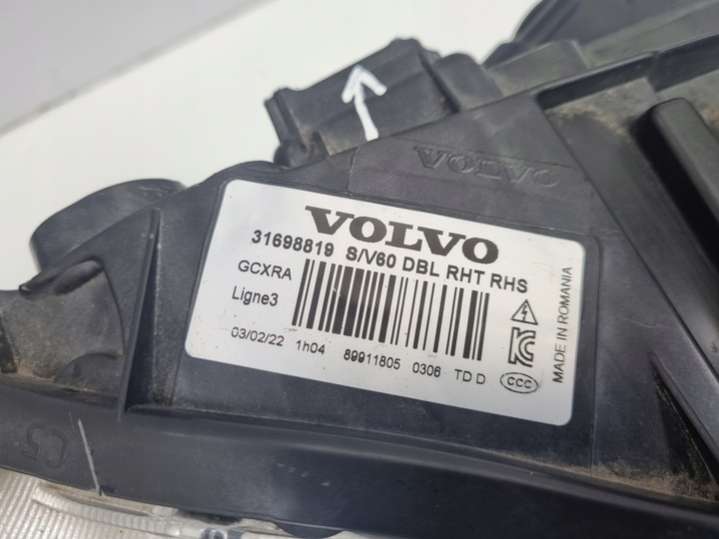 VOLVO
VOLVO
31698819 S/V60 DBL RHT RHS
GCXRA
Ligne3
03/02/22 1h04 89911805 0306 TD D
CCC
MADE IN ROMANIA
C5